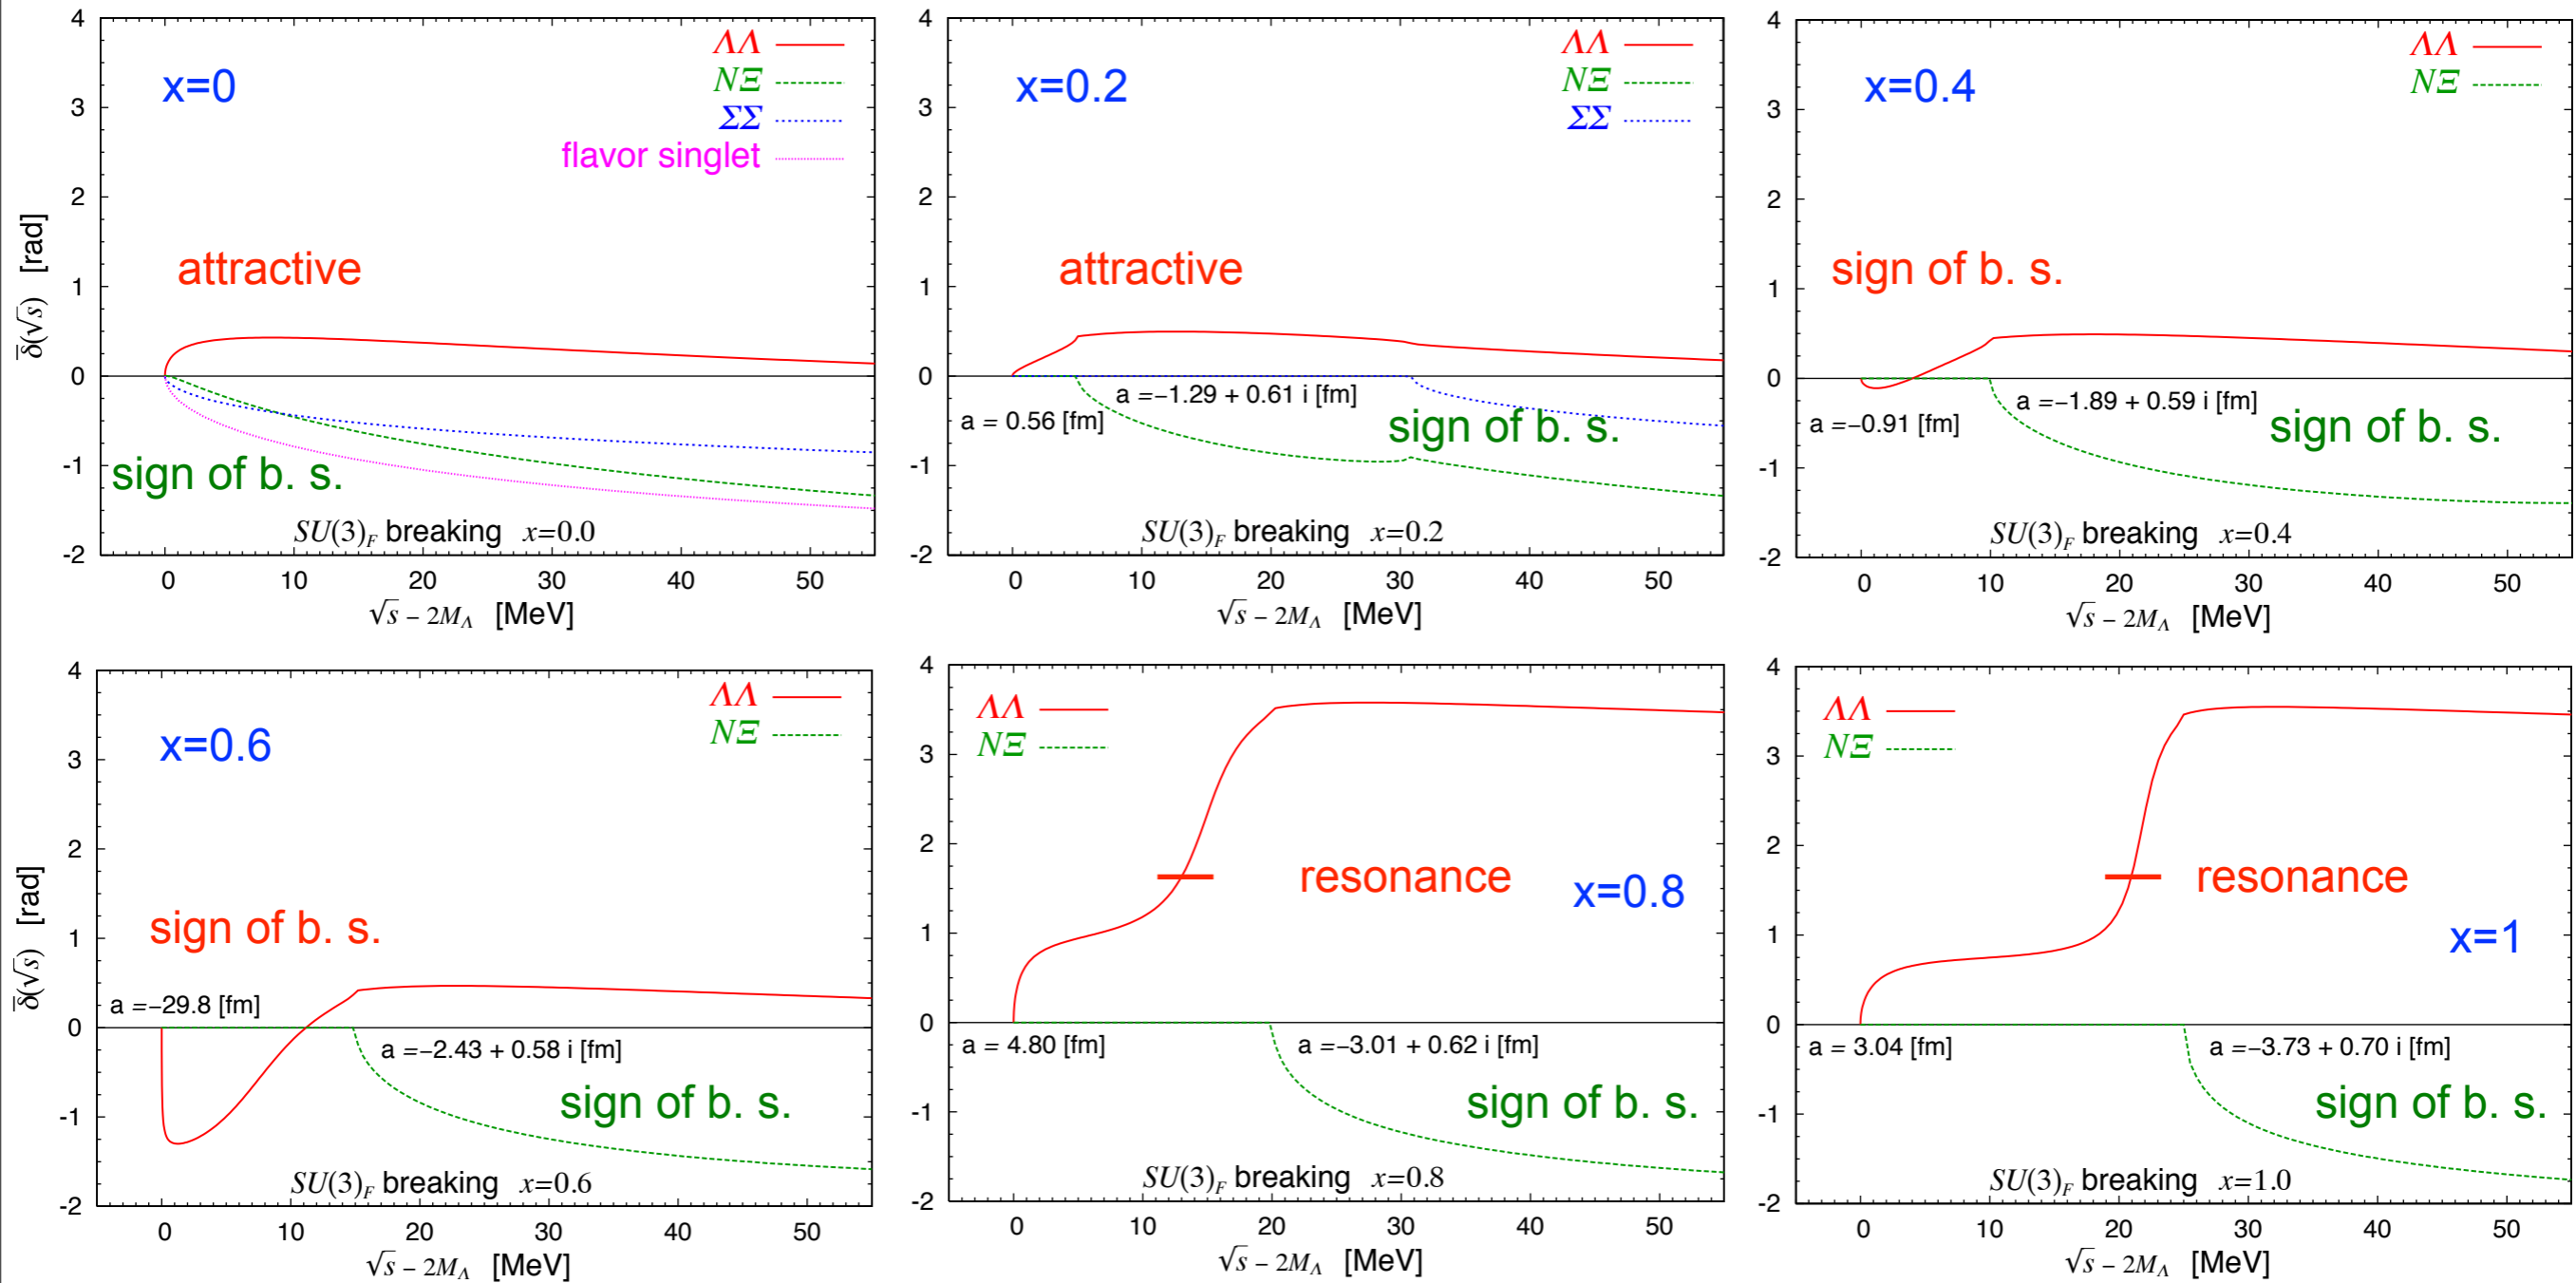 4
3
2
1
0
-1
-2
ΛΛ
NΞ
ΣΣ
flavor singlet
x=0
attractive
sign of b. s.
SU(3)F breaking x=0.0
0 10 20 30 40 50
√s − 2MΛ [MeV]
δ̅(√s) [rad]
4
3
2
1
0
-1
-2
ΛΛ
NΞ
ΣΣ
x=0.2
attractive
a =−1.29 + 0.61 i [fm]
a = 0.56 [fm]
sign of b. s.
SU(3)F breaking x=0.2
0 10 20 30 40 50
√s − 2MΛ [MeV]
4
3
2
1
0
-1
-2
ΛΛ
NΞ
x=0.4
sign of b. s.
a =−1.89 + 0.59 i [fm]
a =−0.91 [fm]
sign of b. s.
SU(3)F breaking x=0.4
0 10 20 30 40 50
√s − 2MΛ [MeV]
4
3
2
1
0
-1
-2
ΛΛ
NΞ
x=0.6
sign of b. s.
a =−29.8 [fm]
a =−2.43 + 0.58 i [fm]
sign of b. s.
SU(3)F breaking x=0.6
0 10 20 30 40 50
√s − 2MΛ [MeV]
δ̅(√s) [rad]
4
3
2
1
0
-1
-2
ΛΛ
NΞ
resonance
x=0.8
a = 4.80 [fm]
a =−3.01 + 0.62 i [fm]
sign of b. s.
SU(3)F breaking x=0.8
0 10 20 30 40 50
√s − 2MΛ [MeV]
4
3
2
1
0
-1
-2
ΛΛ
NΞ
resonance
x=1
a = 3.04 [fm]
a =−3.73 + 0.70 i [fm]
sign of b. s.
SU(3)F breaking x=1.0
0 10 20 30 40 50
√s − 2MΛ [MeV]